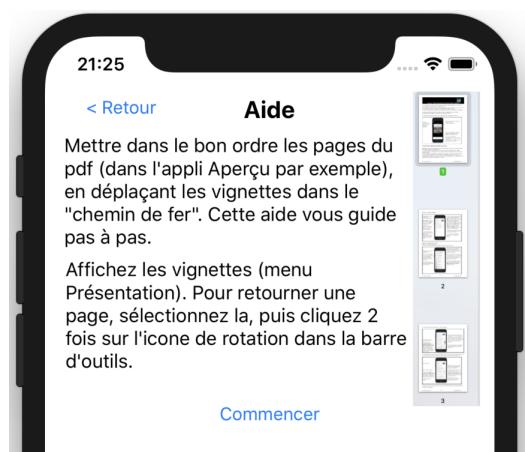 21:25
< Retour
Aide
Mettre dans le bon ordre les pages du
pdf (dans l'appli Aperçu par exemple),
en déplaçant les vignettes dans le
"chemin de fer". Cette aide vous guide
pas à pas.
Affichez les vignettes (menu
Présentation). Pour retourner une
page, sélectionnez la, puis cliquez 2
fois sur l'icone de rotation dans la barre
d'outils.
Commencer
1
2
3